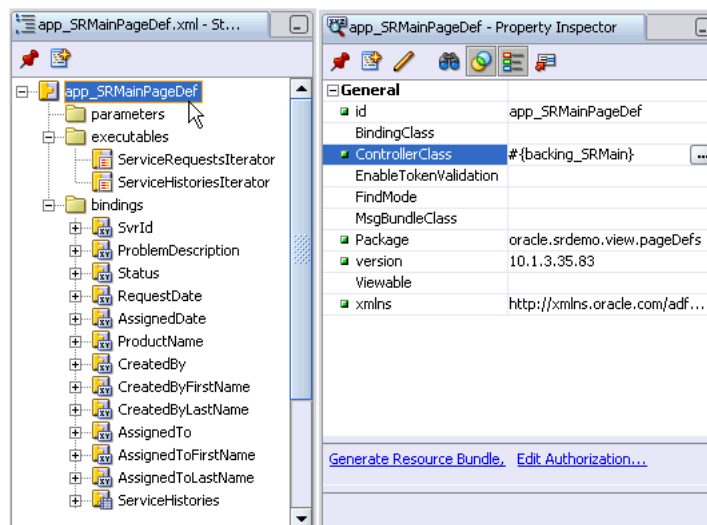 app_SRMainPageDef.xml - St...
app_SRMainPageDef
parameters
executables
ServiceRequestsIterator
ServiceHistoriesIterator
bindings
SvrId
ProblemDescription
Status
RequestDate
AssignedDate
ProductName
CreatedBy
CreatedByFirstName
CreatedByLastName
AssignedTo
AssignedToFirstName
AssignedToLastName
ServiceHistories
app_SRMainPageDef - Property Inspector
General
id app_SRMainPageDef
BindingClass
ControllerClass #{backing_SRMain} ...
EnableTokenValidation
FindMode
MsgBundleClass
Package oracle.srdemo.view.pageDefs
version 10.1.3.35.83
Viewable
xmlns http://xmlns.oracle.com/adf...
Generate Resource Bundle, Edit Authorization...